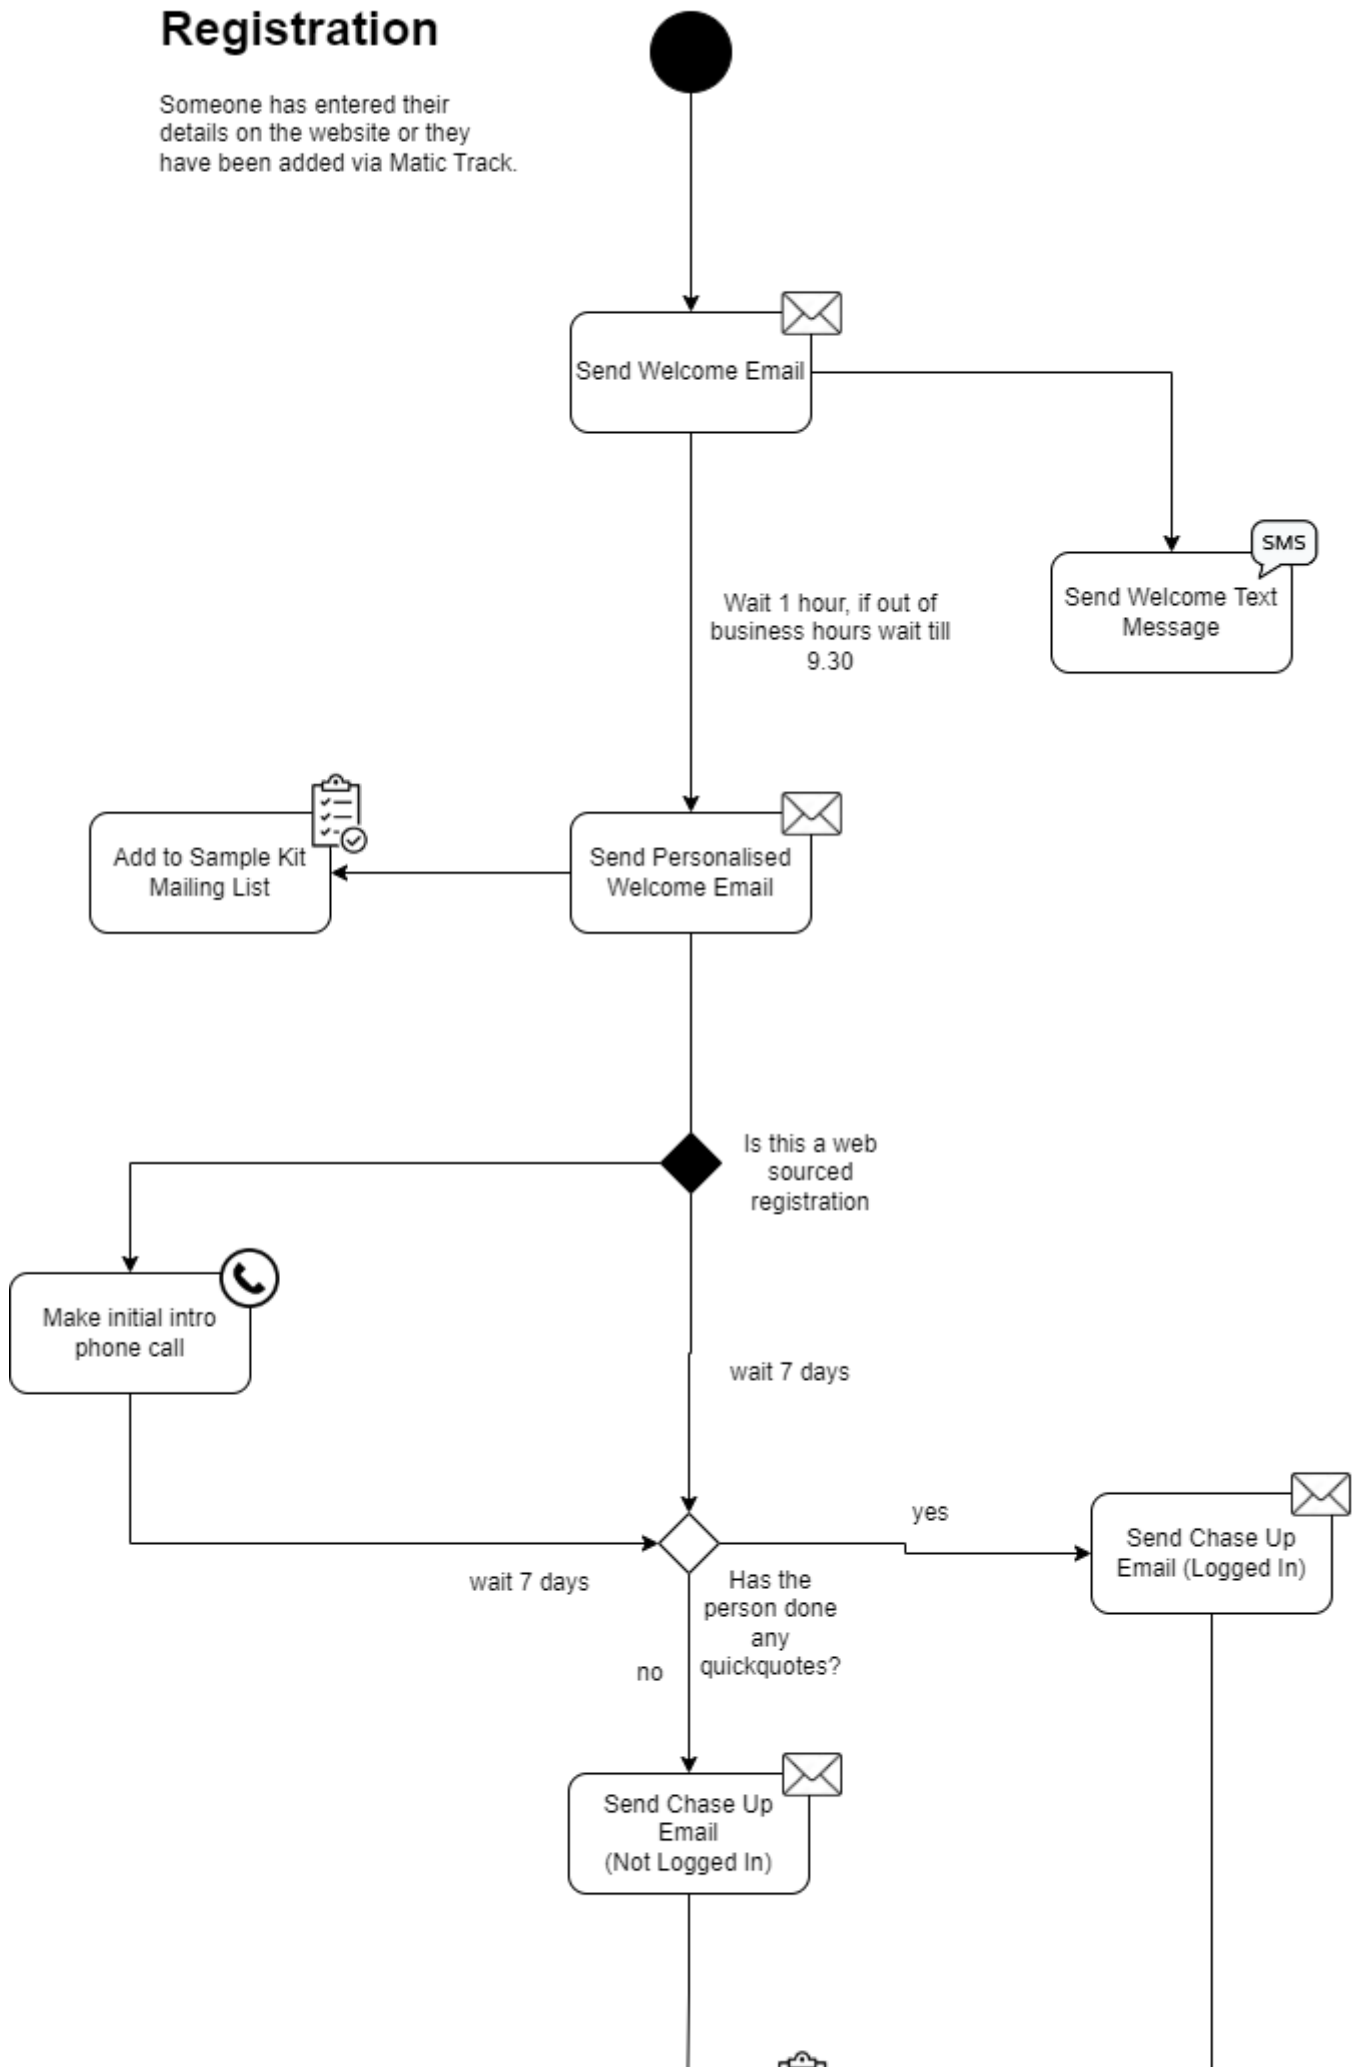 Registration
Someone has entered their
details on the website or they
have been added via Matic Track.
Send Welcome Email
SMS
Send Welcome Text
Message
Wait 1 hour, if out of
business hours wait till
9.30
Add to Sample Kit
Mailing List
Send Personalised
Welcome Email
Is this a web
sourced
registration
Make initial intro
phone call
wait 7 days
yes
Send Chase Up
Email (Logged In)
wait 7 days
Has the
person done
any
quickquotes?
no
Send Chase Up
Email
(Not Logged In)